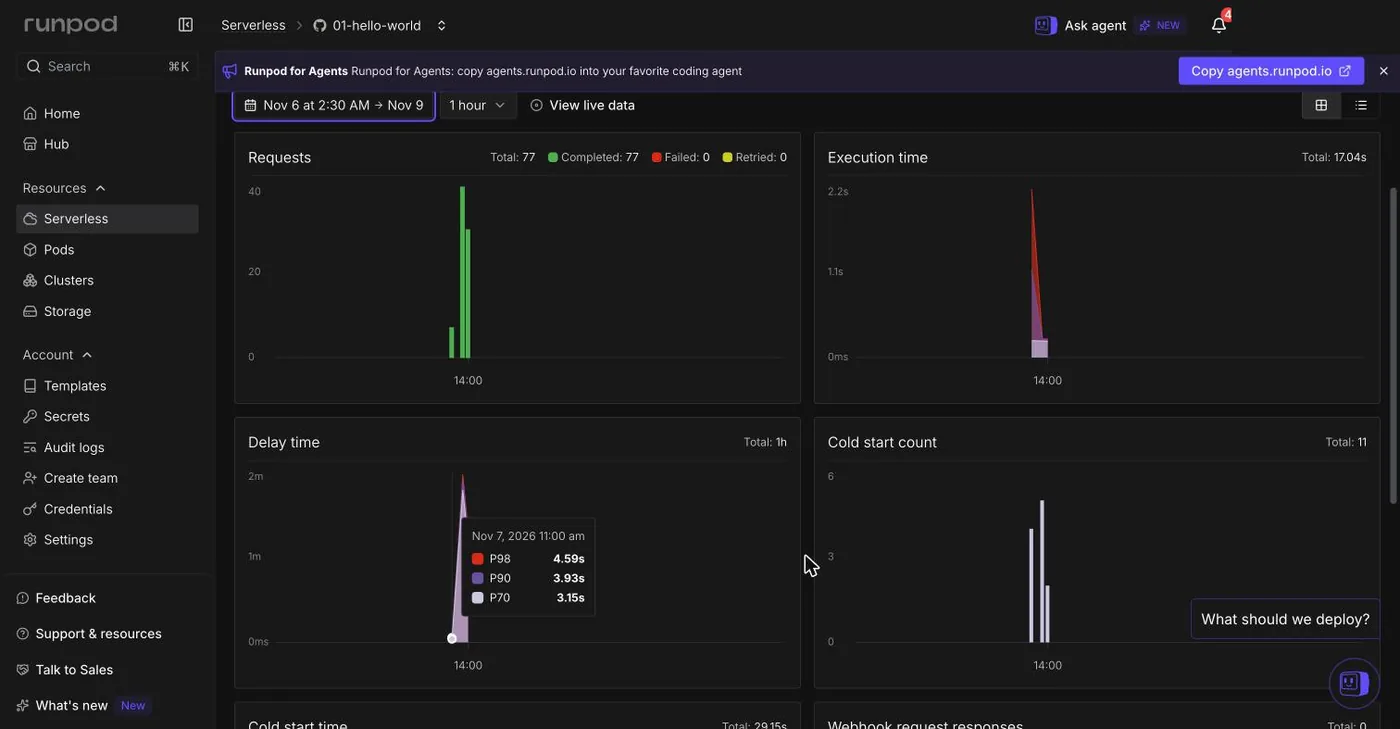 runpod
Serverless > 01-hello-world
Ask agent NEW
4
Search ⌘K
Runpod for Agents Runpod for Agents: copy agents.runpod.io into your favorite coding agent
Copy agents.runpod.io
Home
Hub
Resources
Serverless
Pods
Clusters
Storage
Account
Templates
Secrets
Audit logs
Create team
Credentials
Settings
Feedback
Support & resources
Talk to Sales
What's new New
Nov 6 at 2:30 AM → Nov 9
1 hour
View live data
Requests
Total: 77 Completed: 77 Failed: 0 Retried: 0
40
20
0
14:00
Execution time
Total: 17.04s
2.2s
1.1s
0ms
14:00
Delay time
Total: 1h
2m
1m
0ms
14:00
Nov 7, 2026 11:00 am
P98 4.59s
P90 3.93s
P70 3.15s
Cold start count
Total: 11
6
3
0
14:00
What should we deploy?
Cold start time
Total: 29.15s
Webhook request responses
Total: 0